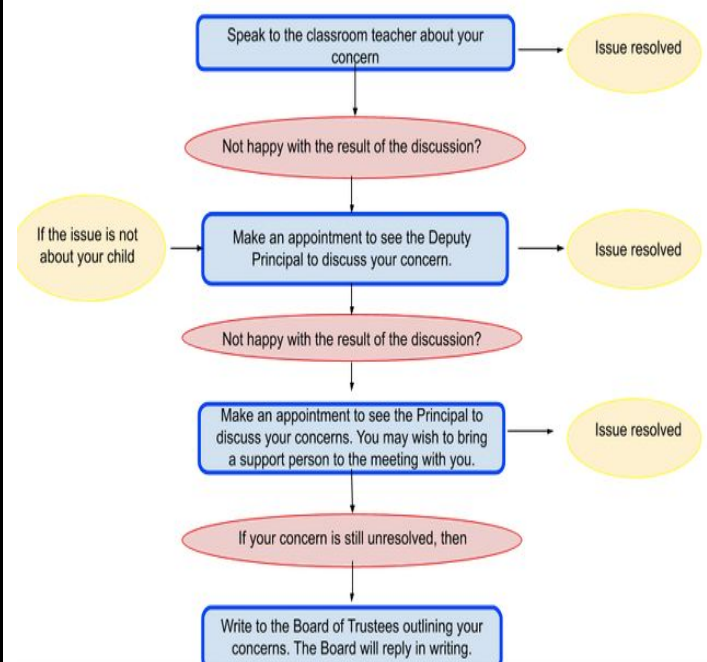 Speak to the classroom teacher about your
concern
Issue resolved
Not happy with the result of the discussion?
If the issue is not
about your child
Make an appointment to see the Deputy
Principal to discuss your concern.
Issue resolved
Not happy with the result of the discussion?
Make an appointment to see the Principal to
discuss your concerns. You may wish to bring
a support person to the meeting with you.
Issue resolved
If your concern is still unresolved, then
Write to the Board of Trustees outlining your
concerns. The Board will reply in writing.